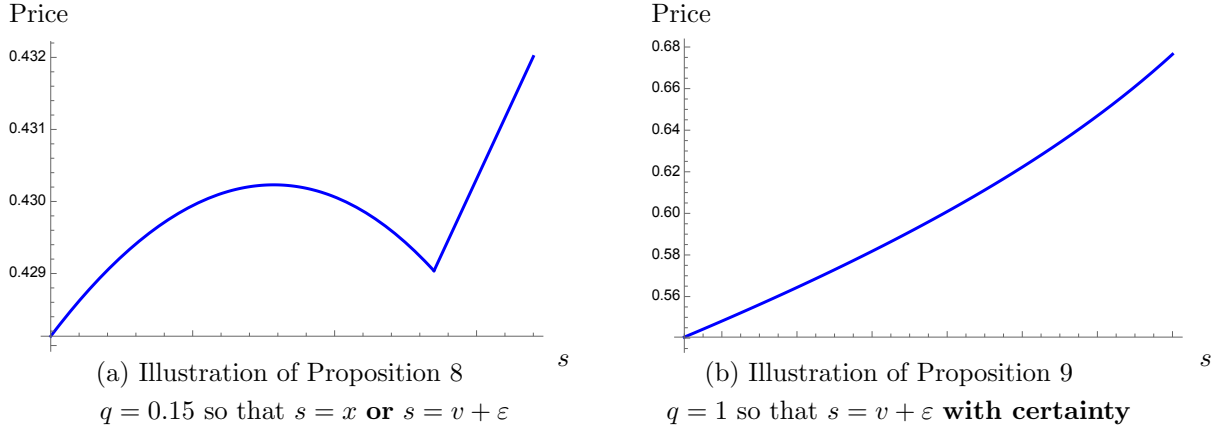 Price
0.432
0.431
0.430
0.429
s
(a) Illustration of Proposition 8
q = 0.15 so that s = x or s = v + ε
Price
0.68
0.66
0.64
0.62
0.60
0.58
0.56
s
(b) Illustration of Proposition 9
q = 1 so that s = v + ε with certainty